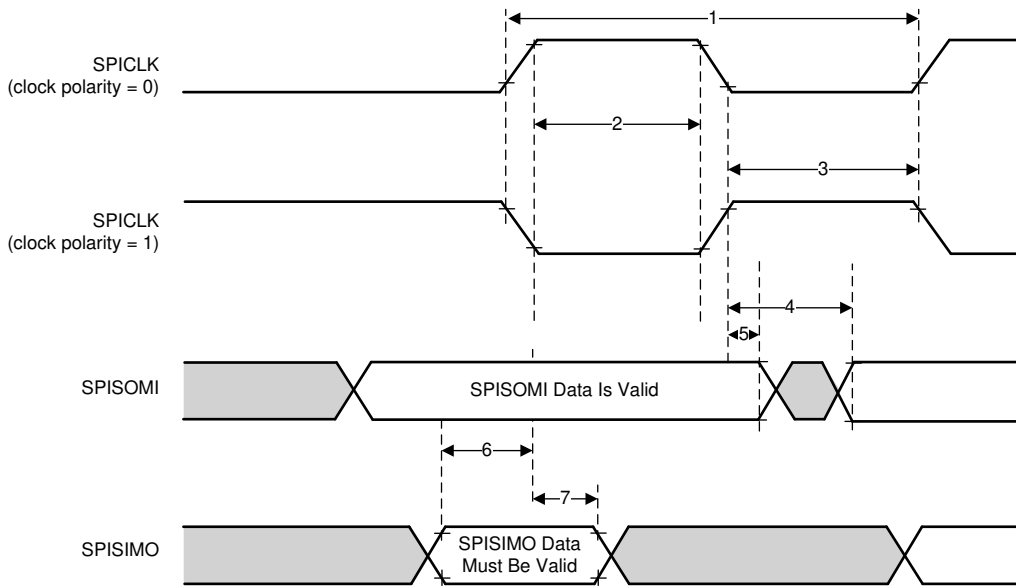 1
SPICLK
(clock polarity = 0)
2
3
SPICLK
(clock polarity = 1)
4
5
SPISOMI
SPISOMI Data Is Valid
6
7
SPISIMO
SPISIMO Data
Must Be Valid